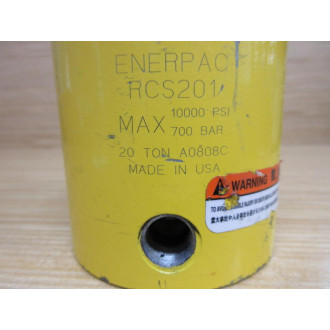 ENERPAC
RCS201
MAX 10000 PSI
700 BAR
20 TON A0808C
MADE IN USA
WARNING